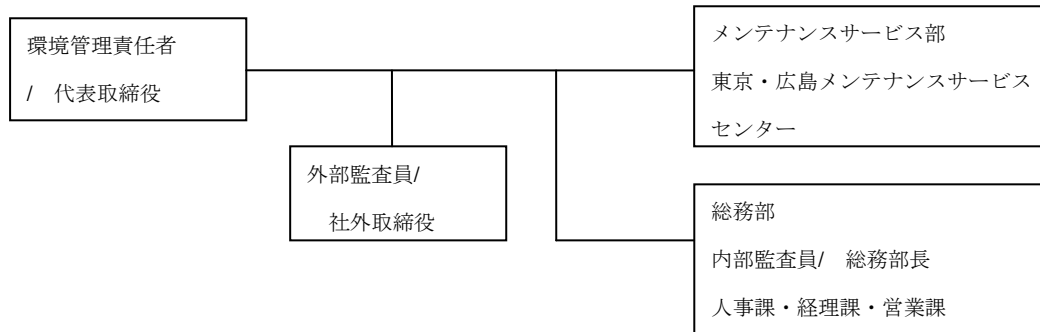 環境管理責任者
/　代表取締役
メンテナンスサービス部
東京・広島メンテナンスサービス
センター
外部監査員/
社外取締役
総務部
内部監査員/　総務部長
人事課・経理課・営業課